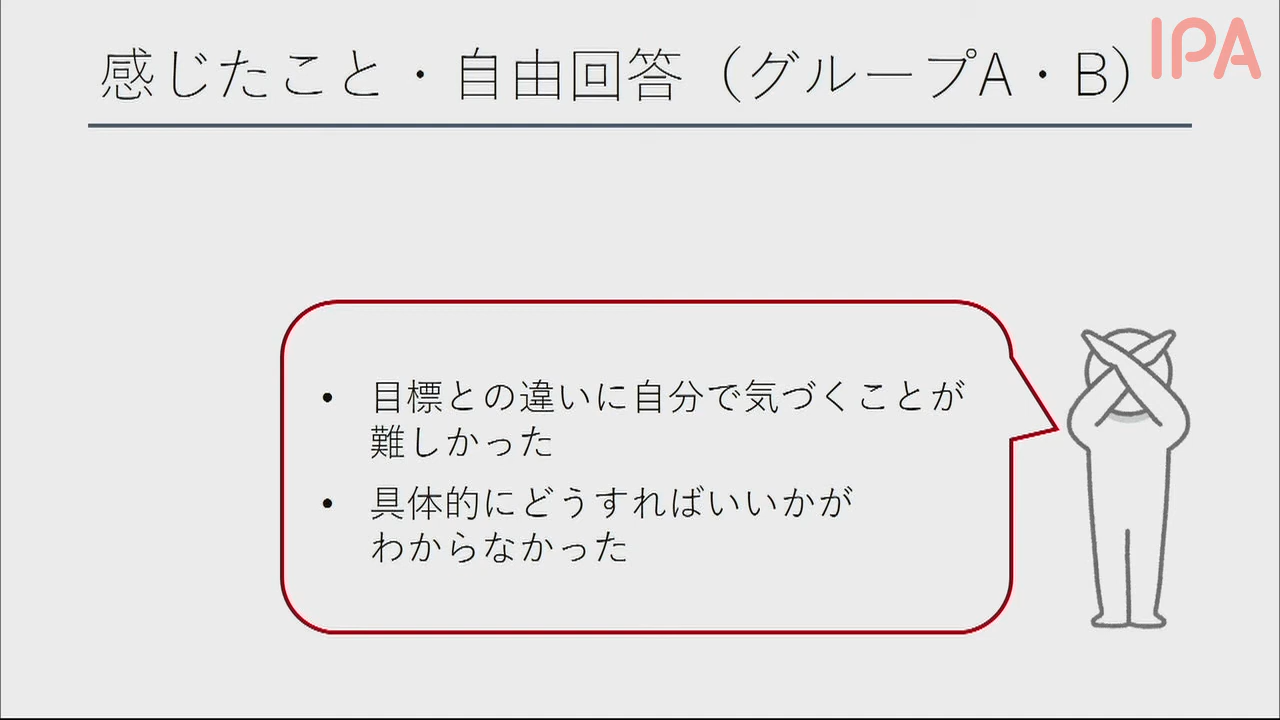 感じたこと・自由回答（グループA・B）
IPA
• 目標との違いに自分で気づくことが
難しかった
• 具体的にどうすればいいかが
わからなかった